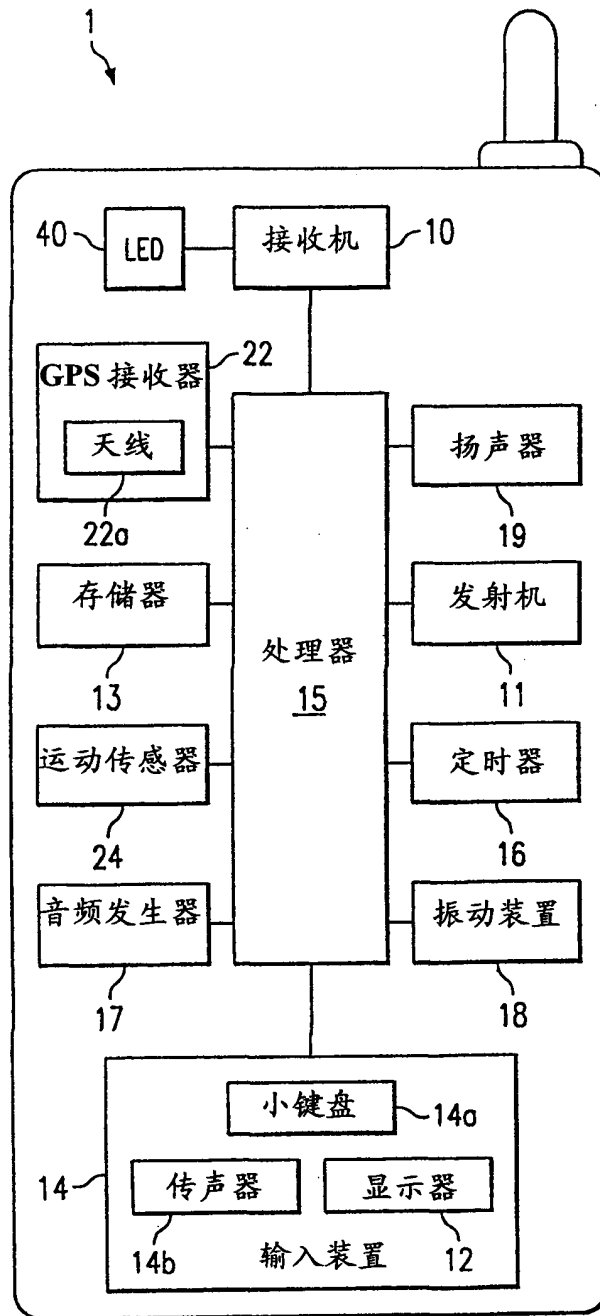 1
40
LED
接收机
10
GPS 接收器
22
天线
22a
扬声器
19
存储器
13
发射机
11
处理器
15
运动传感器
24
定时器
16
音频发生器
17
振动装置
18
小键盘
14a
14
传声器
14b
显示器
12
输入装置